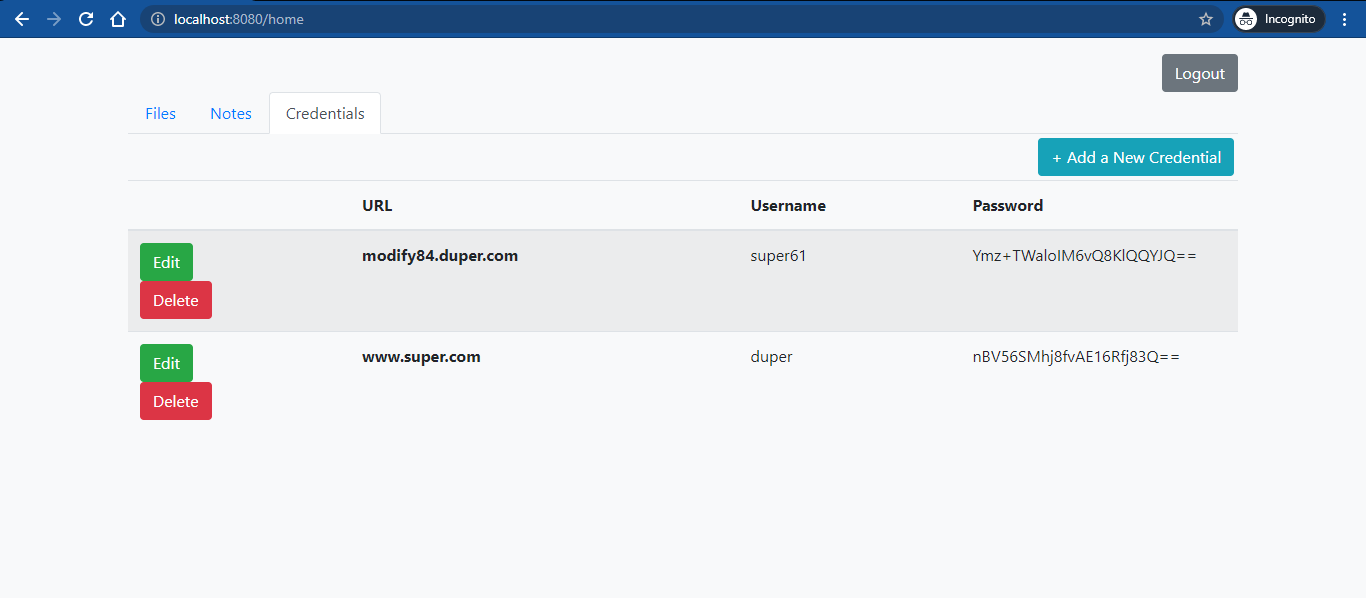 localhost:8080/home
Incognito
Logout
Files Notes Credentials
+ Add a New Credential
URL Username Password
Edit modify84.duper.com super61 Ymz+TWaloIM6vQ8KlQQYJQ==
Delete
Edit www.super.com duper nBV56SMhj8fvAE16Rfj83Q==
Delete